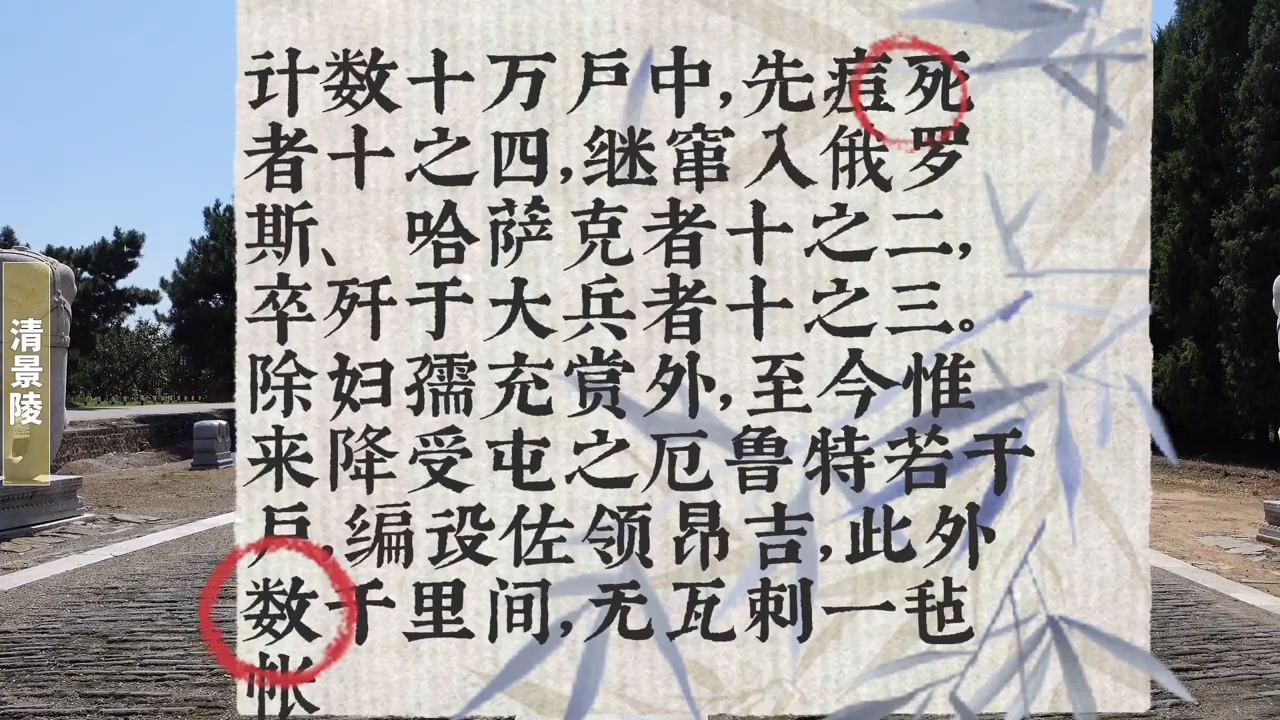 计数十万戶中,先痘死
者十之四,继窜入俄罗
斯、 哈萨克者十之二,
卒歼于大兵者十之三。
除妇孺充赏外,至今惟
来降受屯之厄鲁特若干
戶,编设佐领昂吉,此外
数千里间,无瓦刺一毡
帐
清景陵